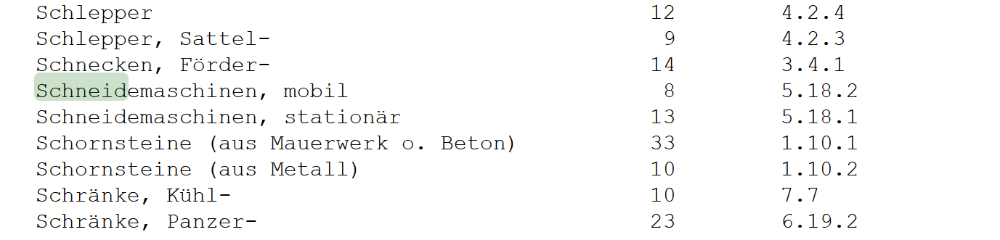 Schlepper 12 4.2.4
Schlepper, Sattel- 9 4.2.3
Schnecken, Förder- 14 3.4.1
Schneidemaschinen, mobil 8 5.18.2
Schneidemaschinen, stationär 13 5.18.1
Schornsteine (aus Mauerwerk o. Beton) 33 1.10.1
Schornsteine (aus Metall) 10 1.10.2
Schränke, Kühl- 10 7.7
Schränke, Panzer- 23 6.19.2